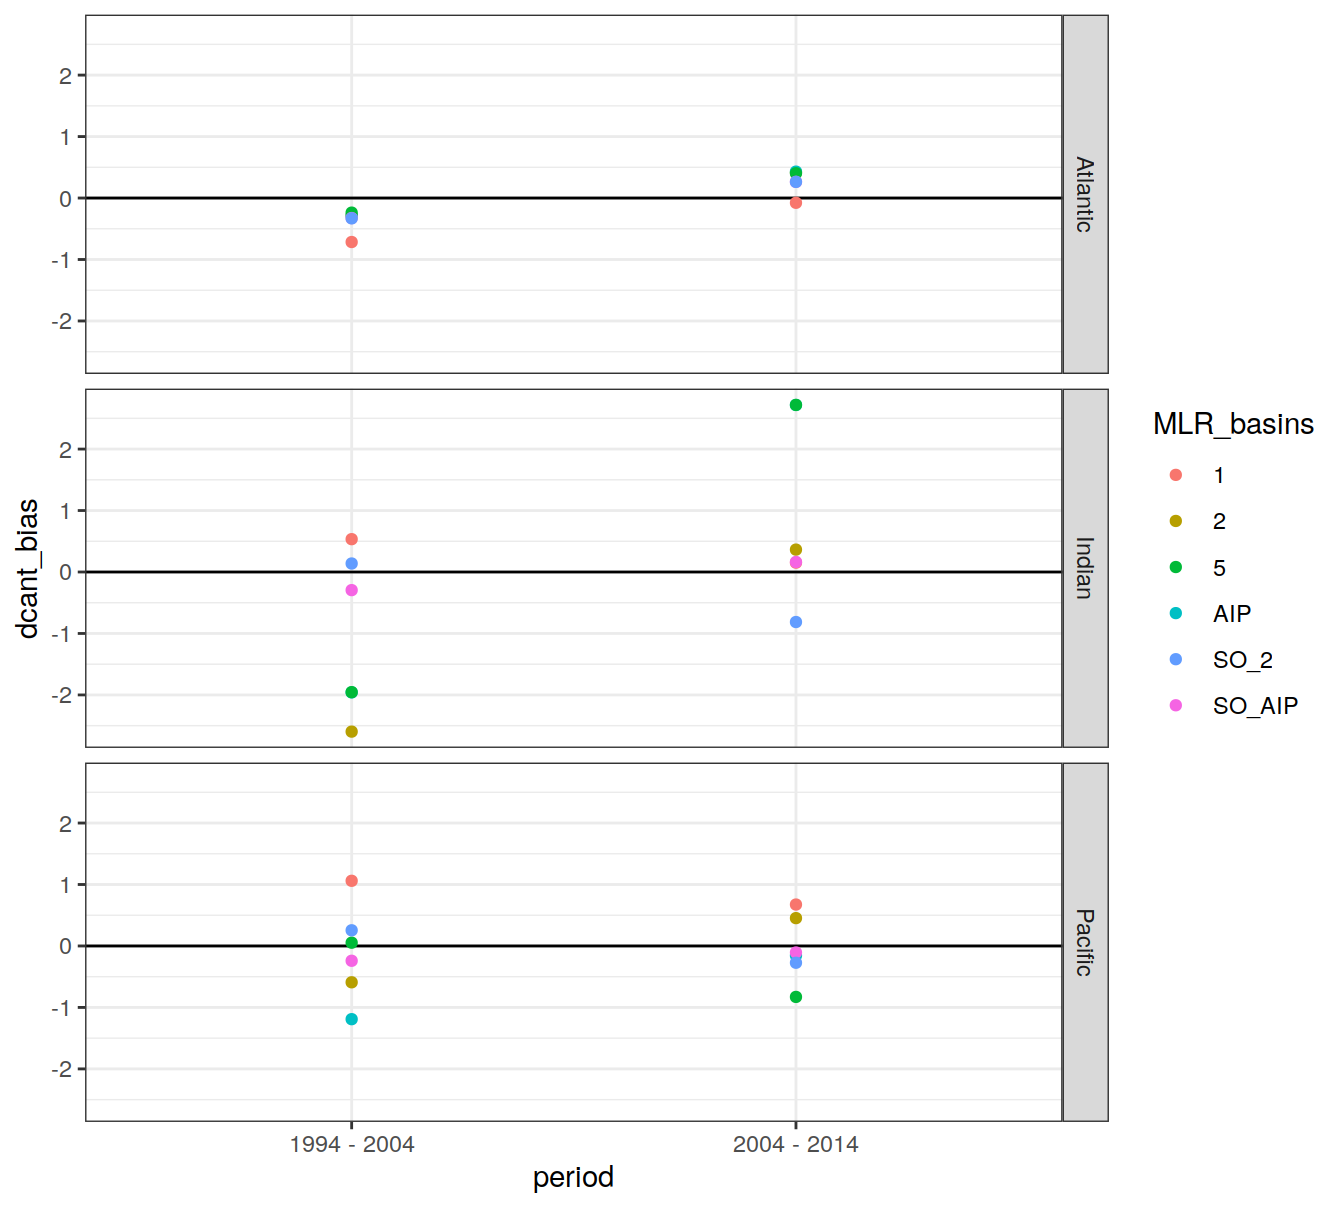 2
1
0
-1
-2
Atlantic
2
1
0
-1
-2
Indian
2
1
0
-1
-2
Pacific
dcant_bias
1994 - 2004
2004 - 2014
period
MLR_basins
1
2
5
AIP
SO_2
SO_AIP